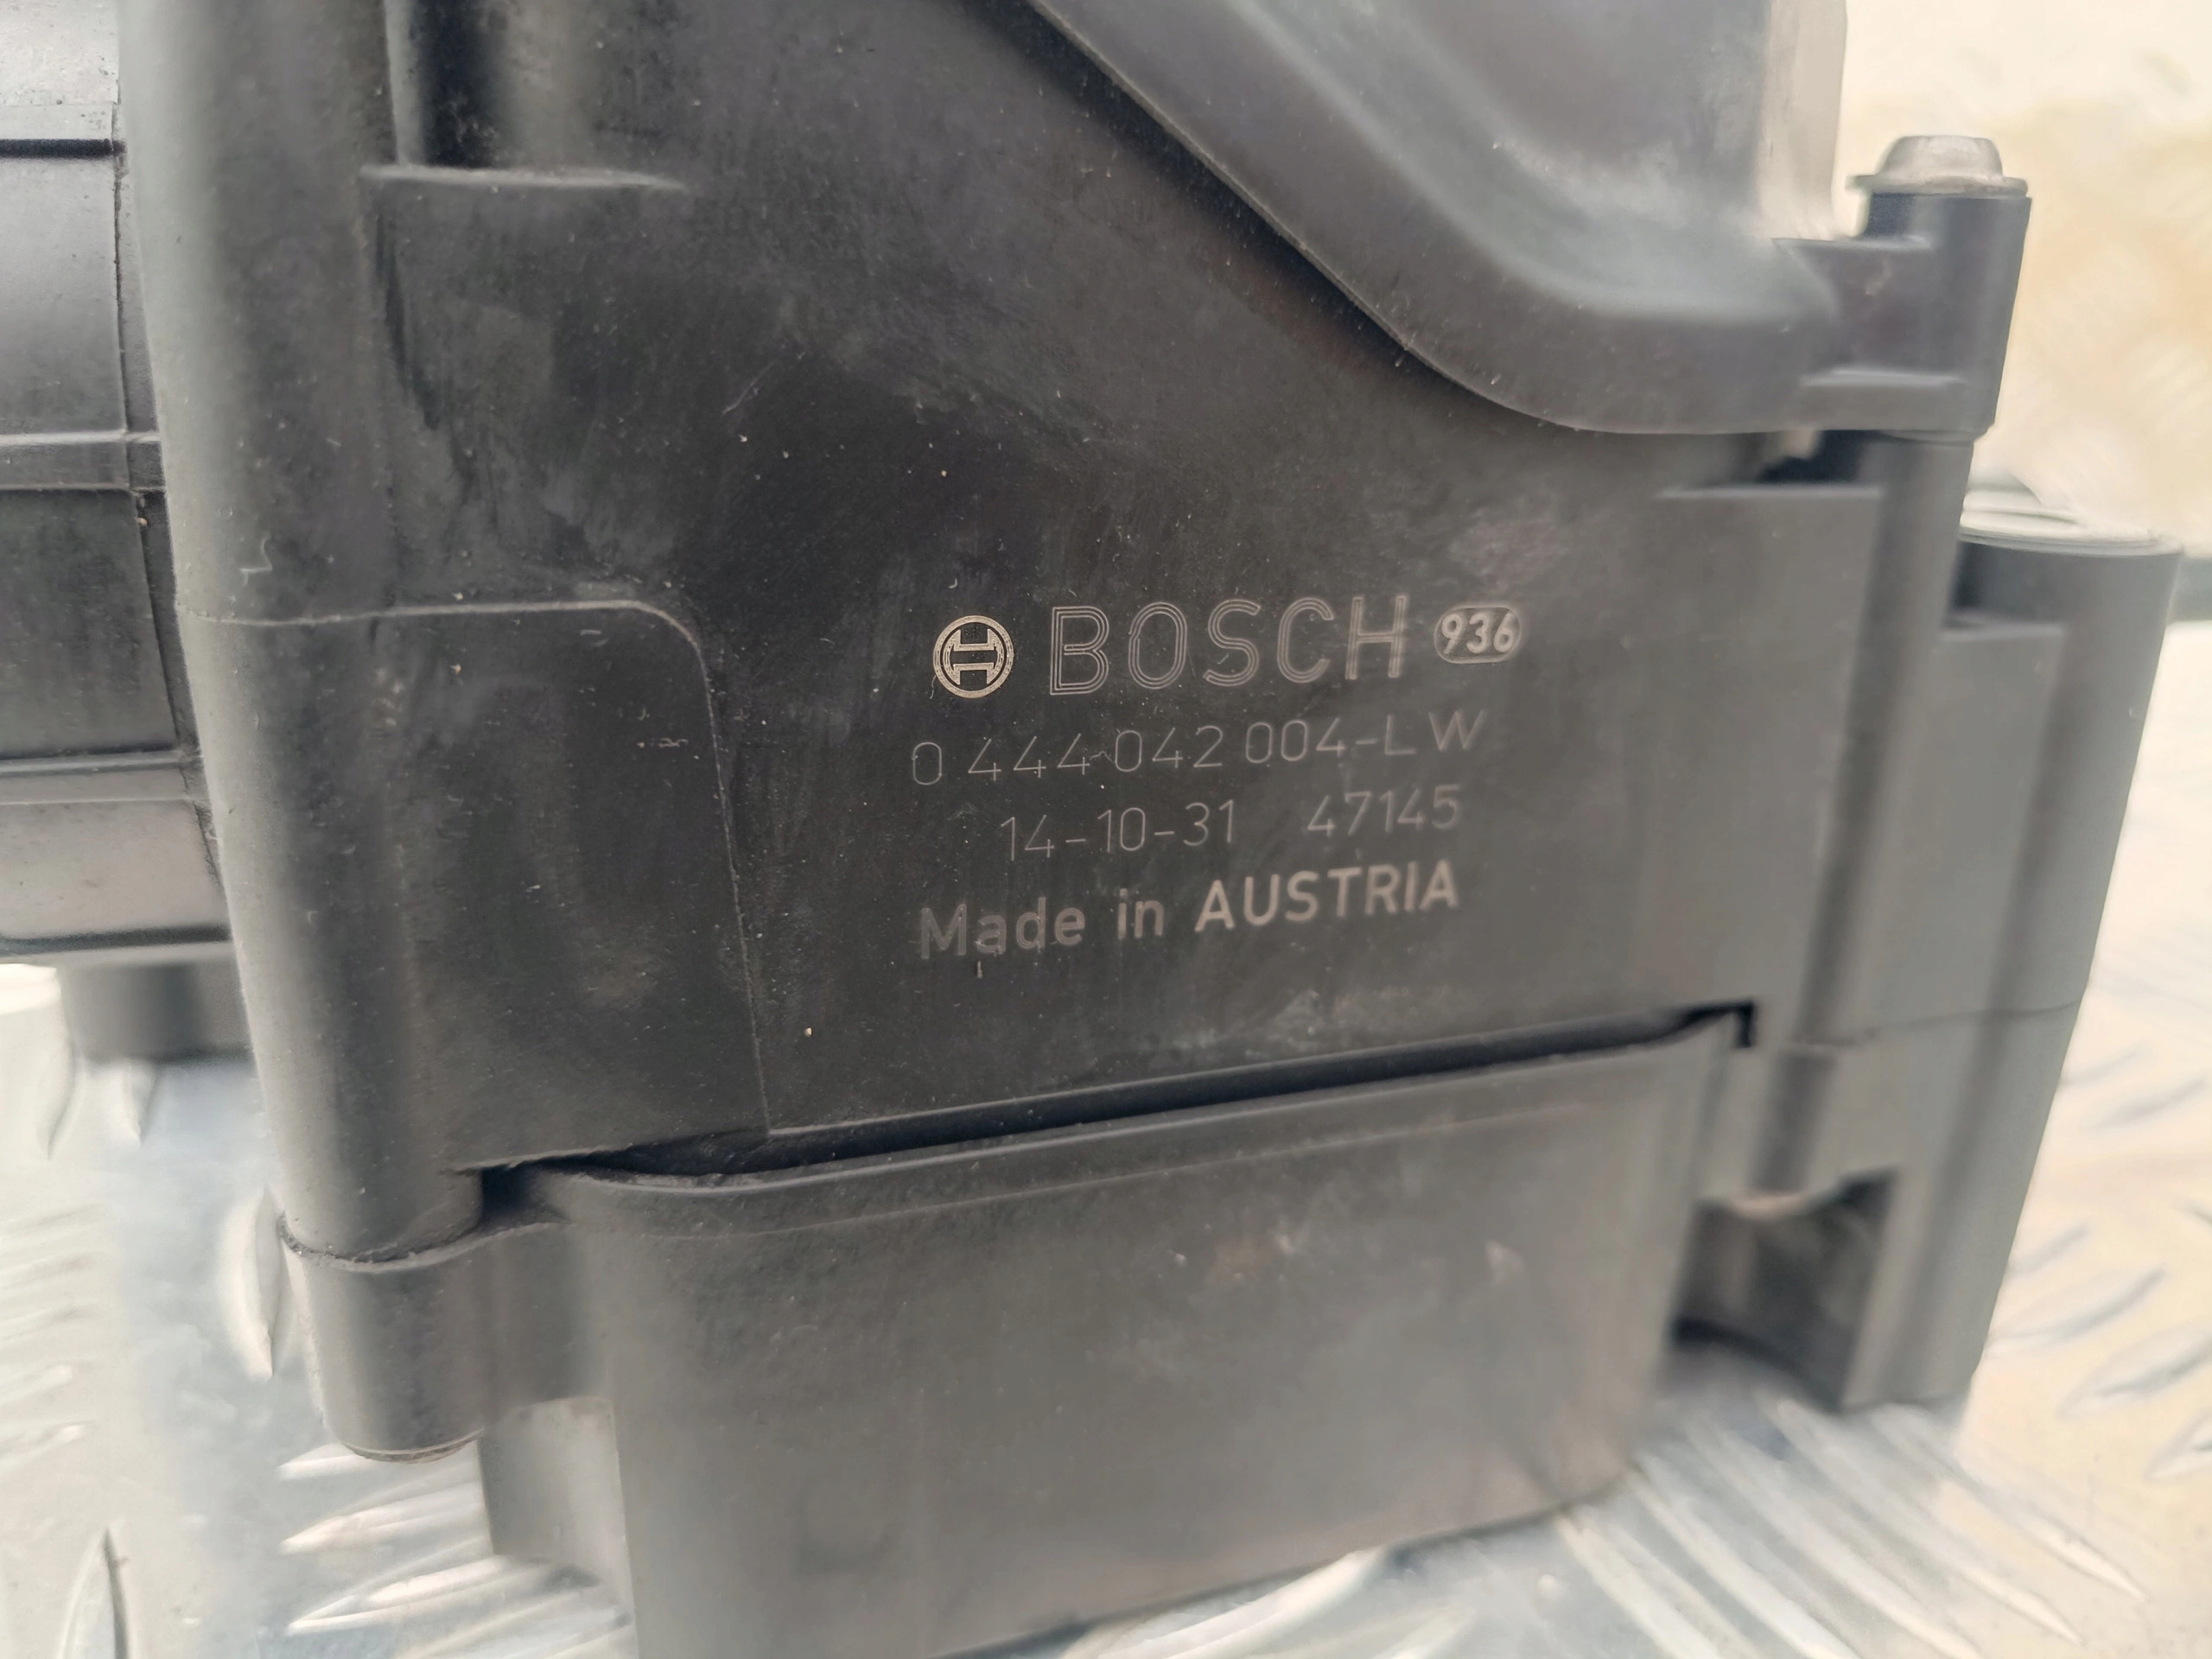 BOSCH 936
0 444 042 004-LW
14-10-31 47145
Made in AUSTRIA